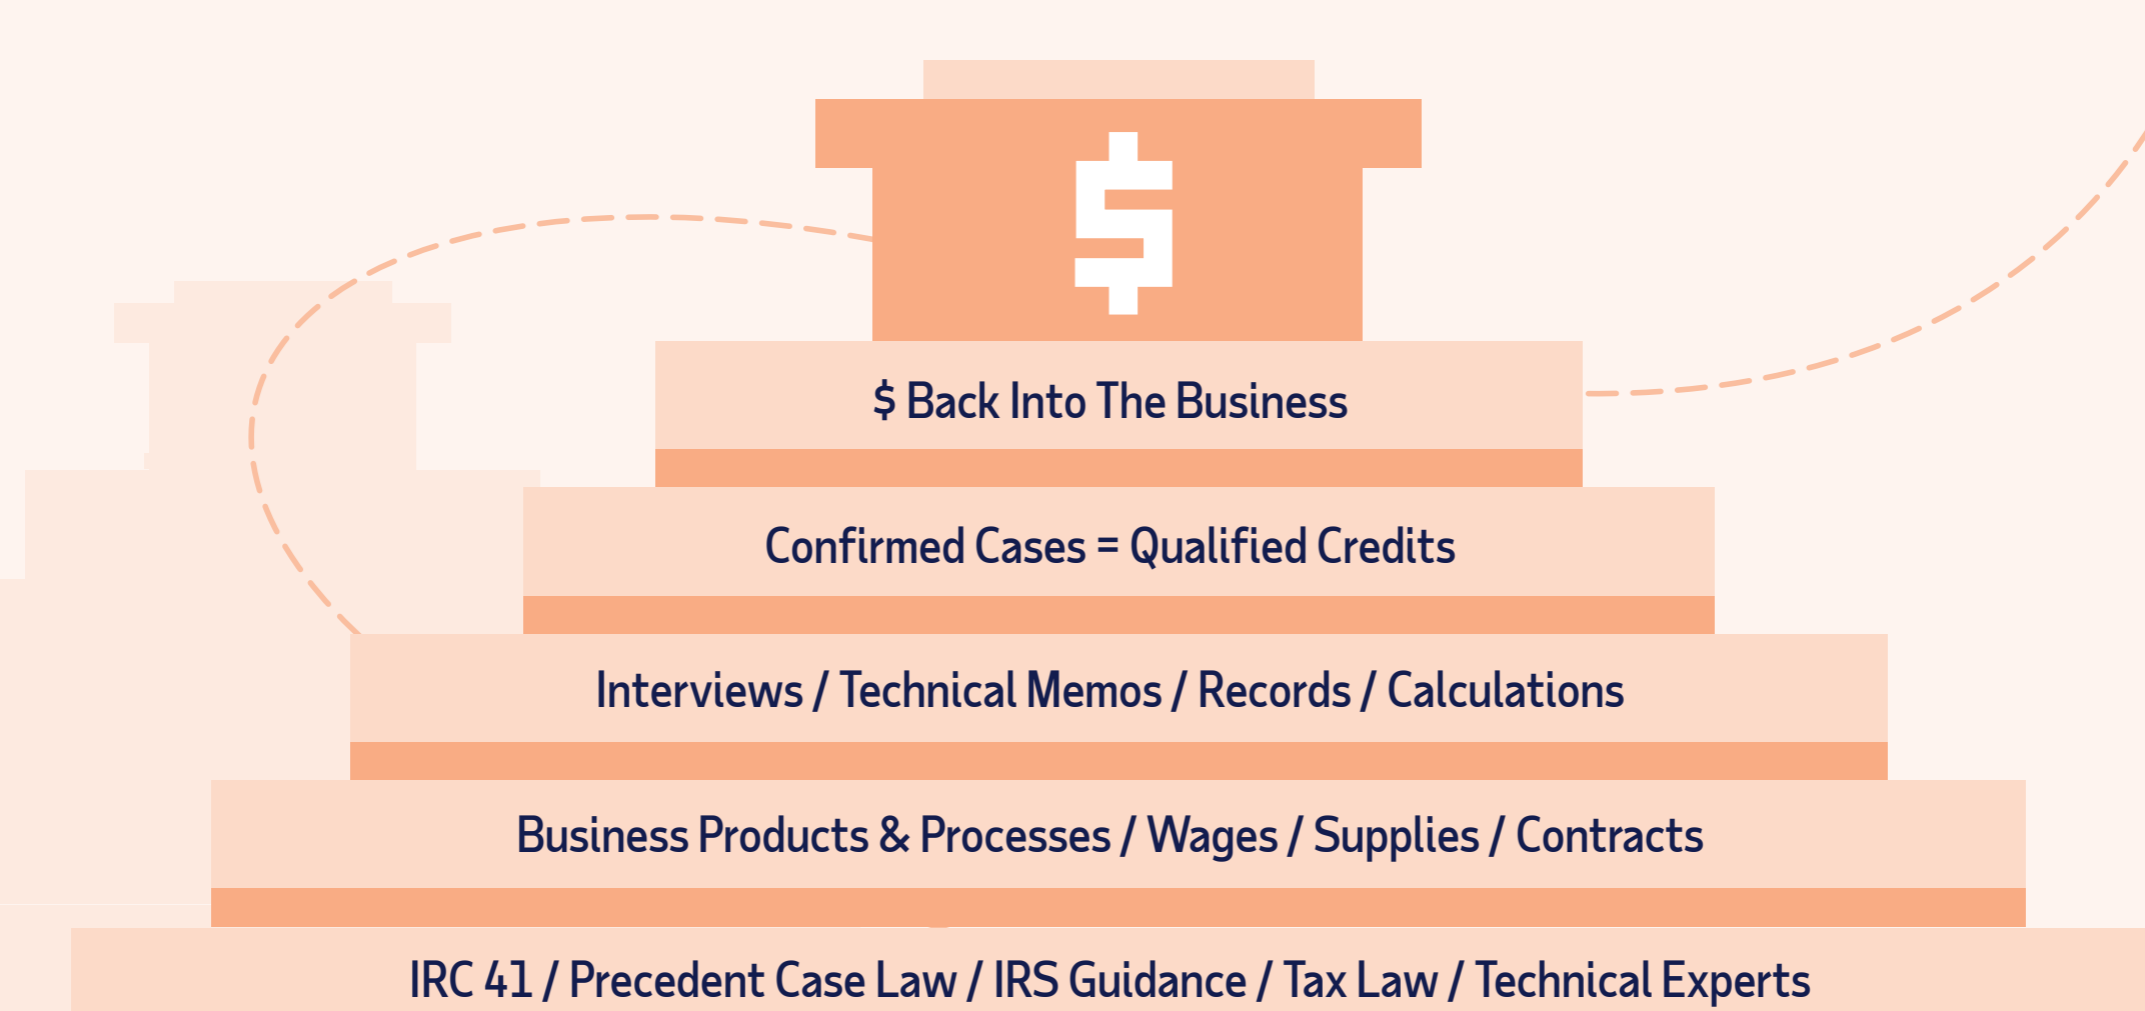 $
$ Back Into The Business
Confirmed Cases = Qualified Credits
Interviews / Technical Memos / Records / Calculations
Business Products & Processes / Wages / Supplies / Contracts
IRC 41 / Precedent Case Law / IRS Guidance / Tax Law / Technical Experts